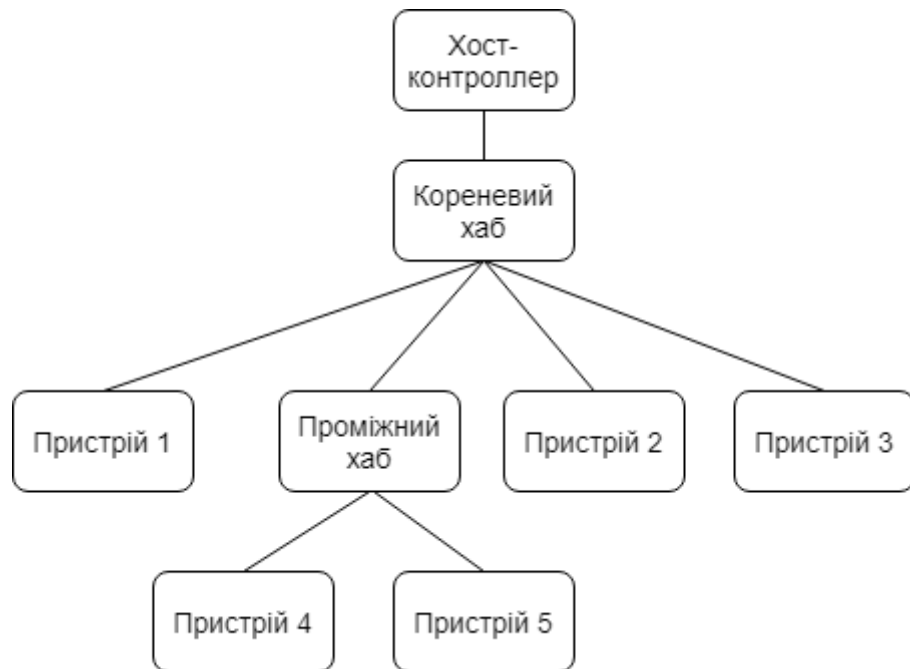 Хост-
контроллер
Кореневий
хаб
Пристрій 1
Проміжний
хаб
Пристрій 2
Пристрій 3
Пристрій 4
Пристрій 5